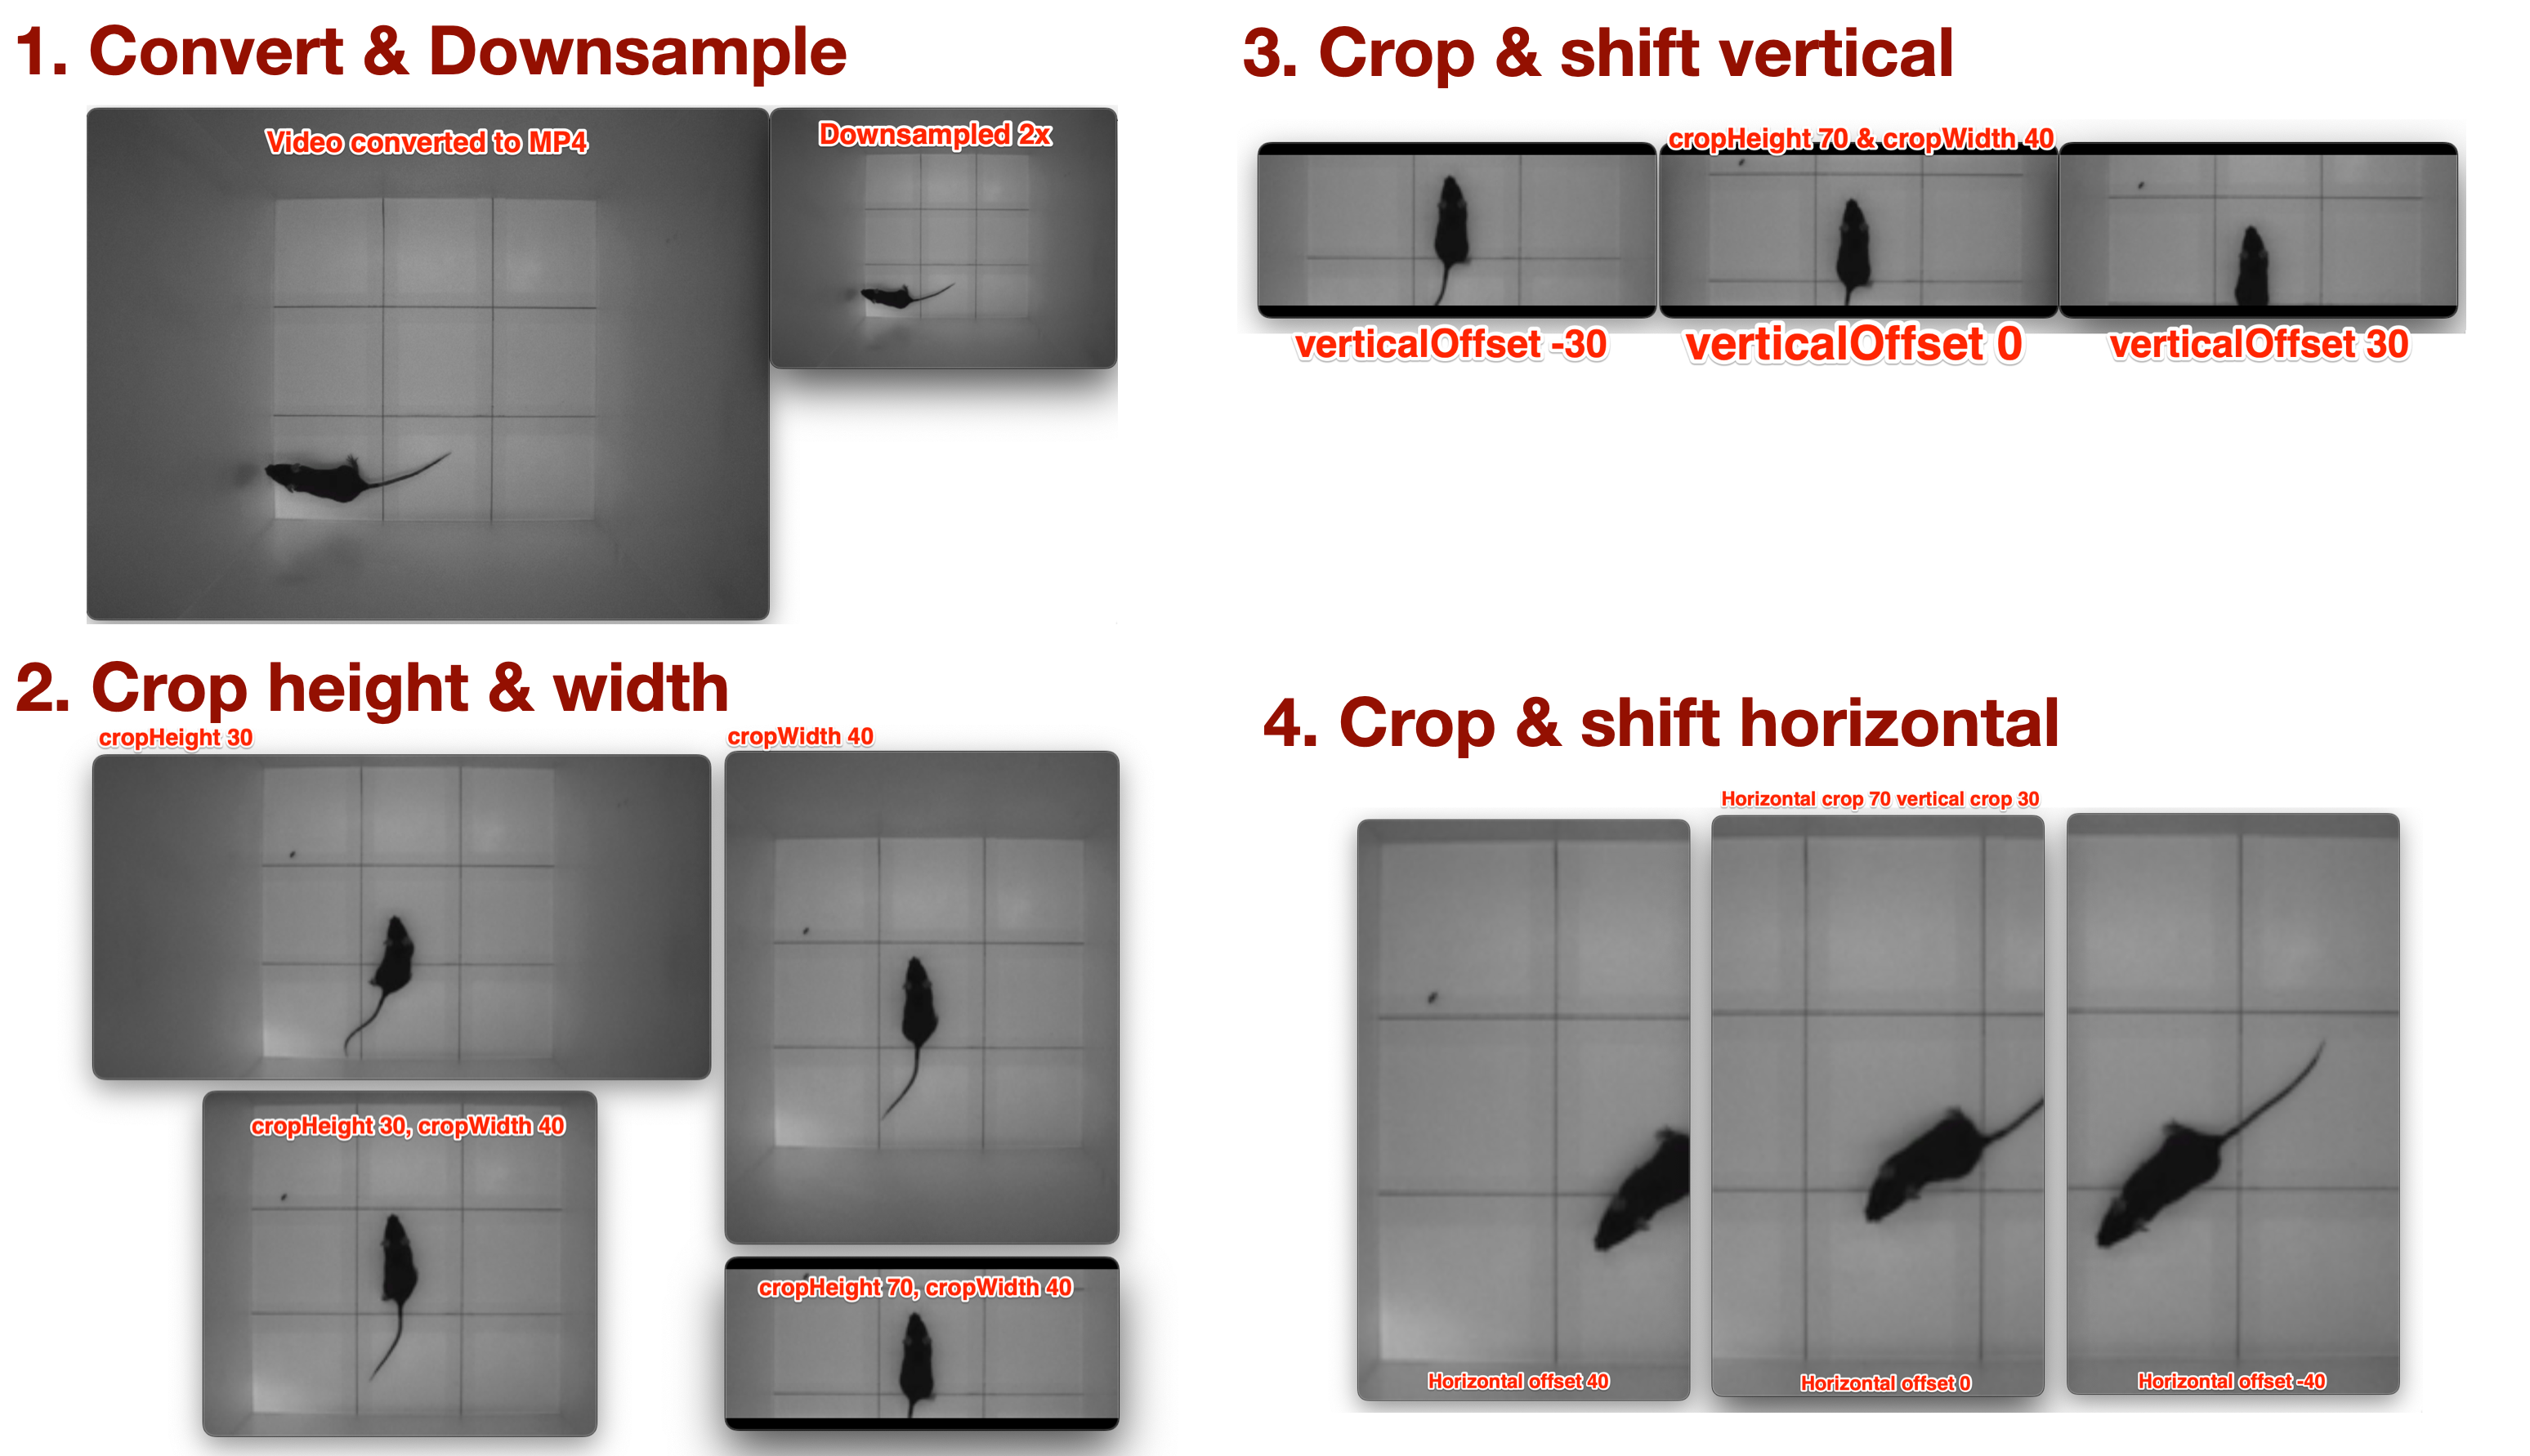 1. Convert & Downsample
Video converted to MP4
Downsampled 2x
2. Crop height & width
cropHeight 30
cropWidth 40
cropHeight 30, cropWidth 40
cropHeight 70, cropWidth 40
3. Crop & shift vertical
cropHeight 70 & cropWidth 40
verticalOffset -30
verticalOffset 0
verticalOffset 30
4. Crop & shift horizontal
Horizontal crop 70 vertical crop 30
Horizontal offset 40
Horizontal offset 0
Horizontal offset -40